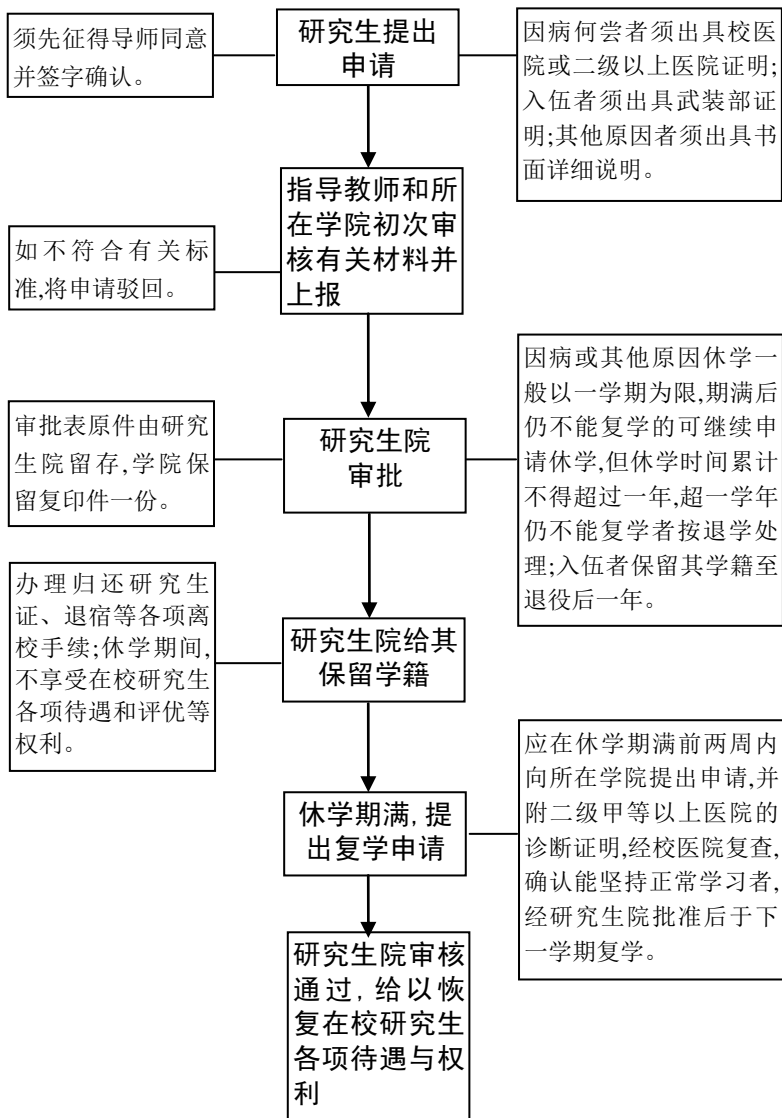 须先征得导师同意
并签字确认。
研究生提出
申请
因病何尝者须出具校医
院或二级以上医院证明;
入伍者须出具武装部证
明;其他原因者须出具书
面详细说明。
指导教师和所
在学院初次审
核有关材料并
上报
如不符合有关标
准,将申请驳回。
审批表原件由研究
生院留存,学院保
留复印件一份。
研究生院
审批
因病或其他原因休学一
般以一学期为限,期满后
仍不能复学的可继续申
请休学,但休学时间累计
不得超过一年,超一学年
仍不能复学者按退学处
理;入伍者保留其学籍至
退役后一年。
办理归还研究生
证、退宿等各项离
校手续;休学期间,
不享受在校研究生
各项待遇和评优等
权利。
研究生院给其
保留学籍
休学期满,提
出复学申请
应在休学期满前两周内
向所在学院提出申请,并
附二级甲等以上医院的
诊断证明,经校医院复查,
确认能坚持正常学习者,
经研究生院批准后于下
一学期复学。
研究生院审核
通过,给以恢
复在校研究生
各项待遇与权
利